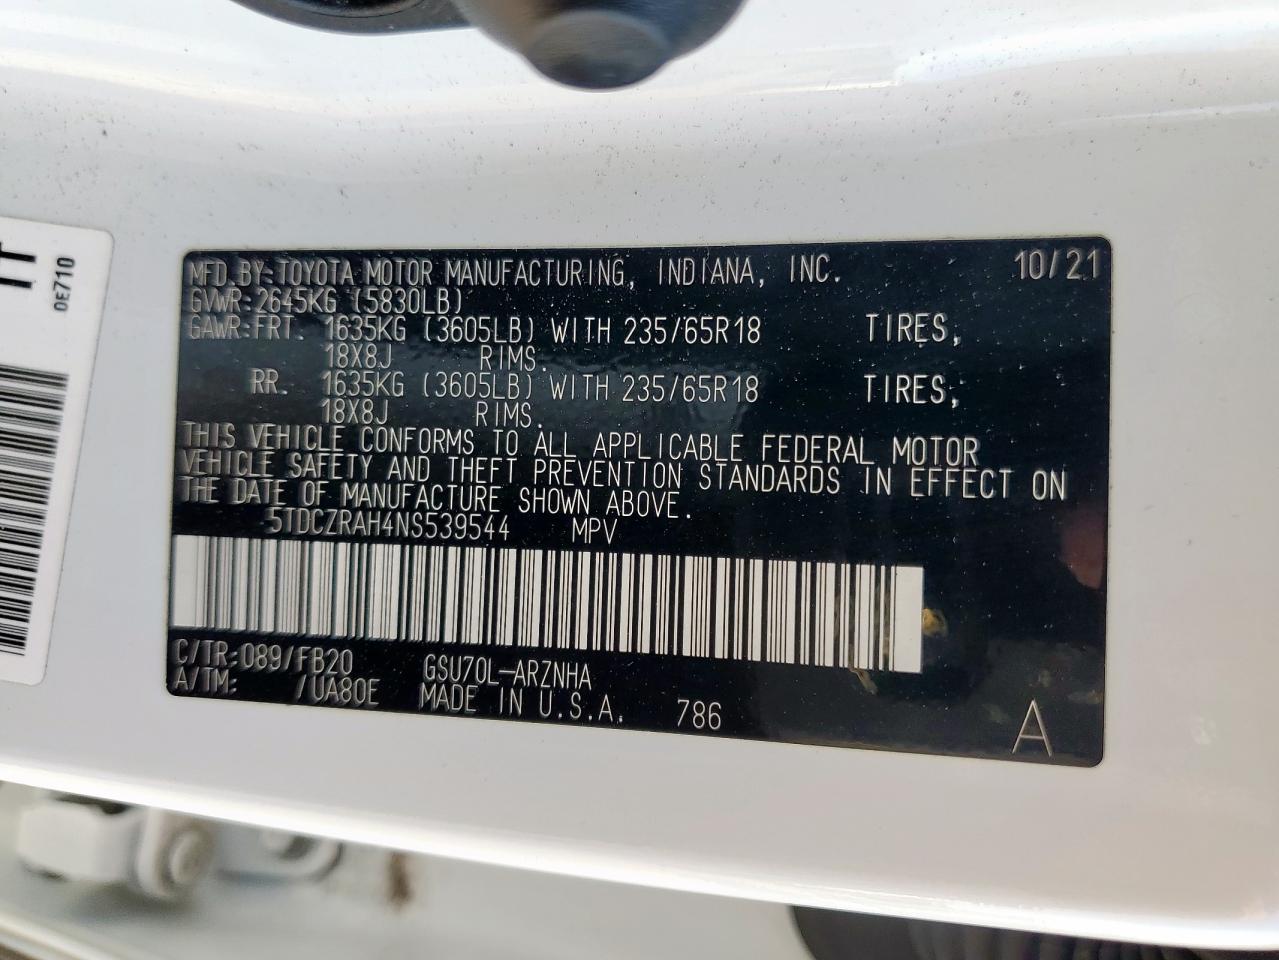 MFD.BY:TOYOTA MOTOR MANUFACTURING, INDIANA, INC. 10/21
GVWR:2645KG (5830LB)
GAWR:FRT. 1635KG (3605LB) WITH 235/65R18 TIRES,
18X8J RIMS.
RR. 1635KG (3605LB) WITH 235/65R18 TIRES,
18X8J RIMS.
THIS VEHICLE CONFORMS TO ALL APPLICABLE FEDERAL MOTOR
VEHICLE SAFETY AND THEFT PREVENTION STANDARDS IN EFFECT ON
THE DATE OF MANUFACTURE SHOWN ABOVE.
5TDCZRAH4NS539544 MPV
C/TR:089/FB20 GSU70L-ARZNHA
A/TM: /UA80E MADE IN U.S.A. 786 A
0E710